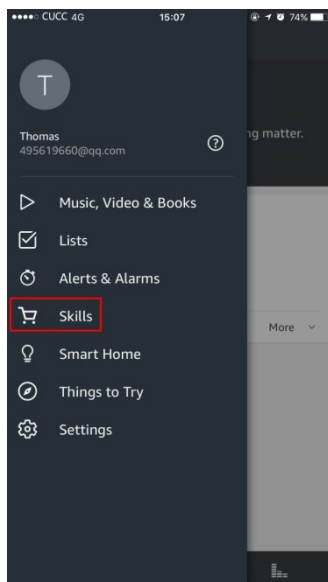 CUCC 4G 15:07 74%
T
Thomas
495619660@qq.com
ng matter.
Music, Video & Books
Lists
Alerts & Alarms
Skills
More
Smart Home
Things to Try
Settings